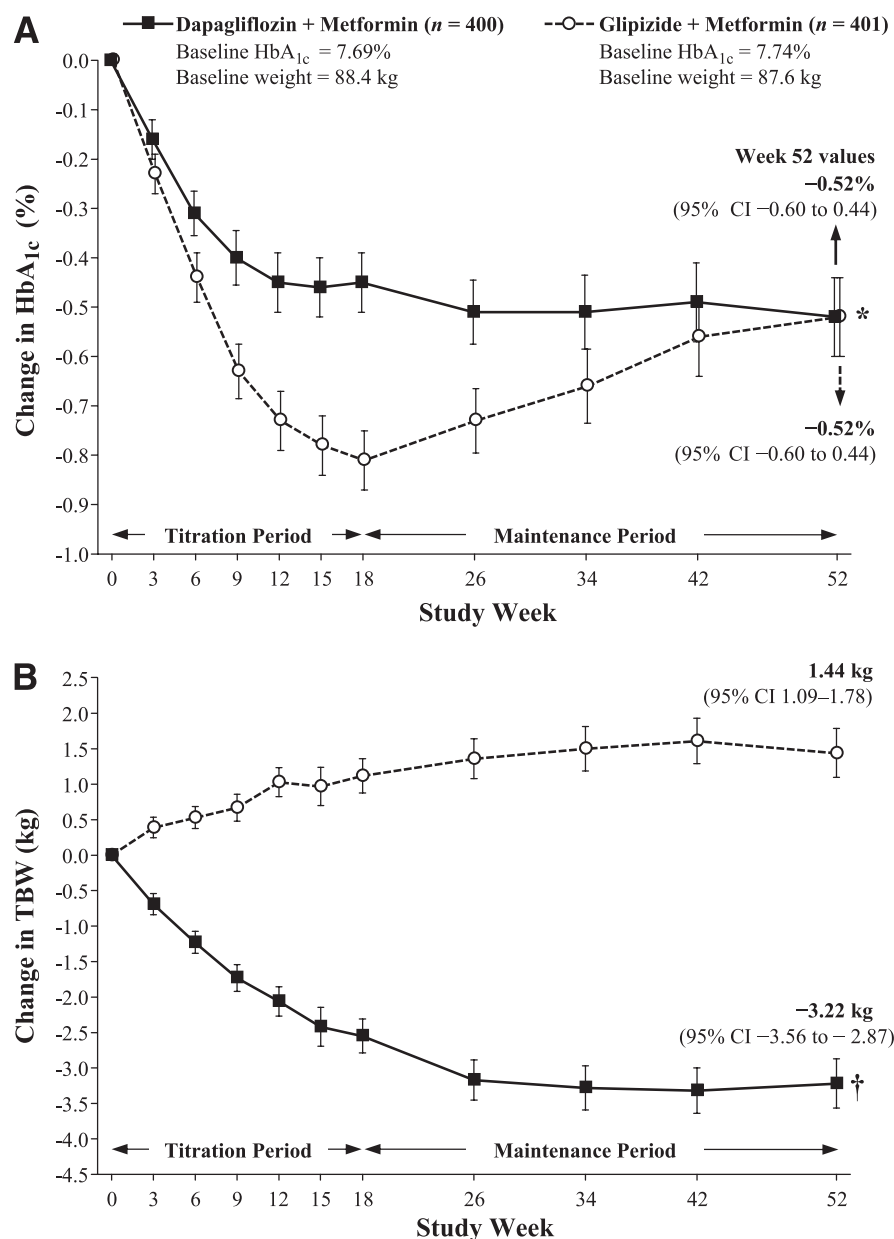 A
Dapagliflozin + Metformin (n = 400)
Baseline HbA1c = 7.69%
Baseline weight = 88.4 kg
Glipizide + Metformin (n = 401)
Baseline HbA1c = 7.74%
Baseline weight = 87.6 kg
Change in HbA1c (%)
0.0
-0.1
-0.2
-0.3
-0.4
-0.5
-0.6
-0.7
-0.8
-0.9
-1.0
Week 52 values
−0.52%
(95% CI −0.60 to 0.44)
*
−0.52%
(95% CI −0.60 to 0.44)
Titration Period
Maintenance Period
0 3 6 9 12 15 18 26 34 42 52
Study Week
B
Change in TBW (kg)
2.5
2.0
1.5
1.0
0.5
0.0
-0.5
-1.0
-1.5
-2.0
-2.5
-3.0
-3.5
-4.0
-4.5
1.44 kg
(95% CI 1.09–1.78)
−3.22 kg
(95% CI −3.56 to − 2.87)
†
Titration Period
Maintenance Period
0 3 6 9 12 15 18 26 34 42 52
Study Week